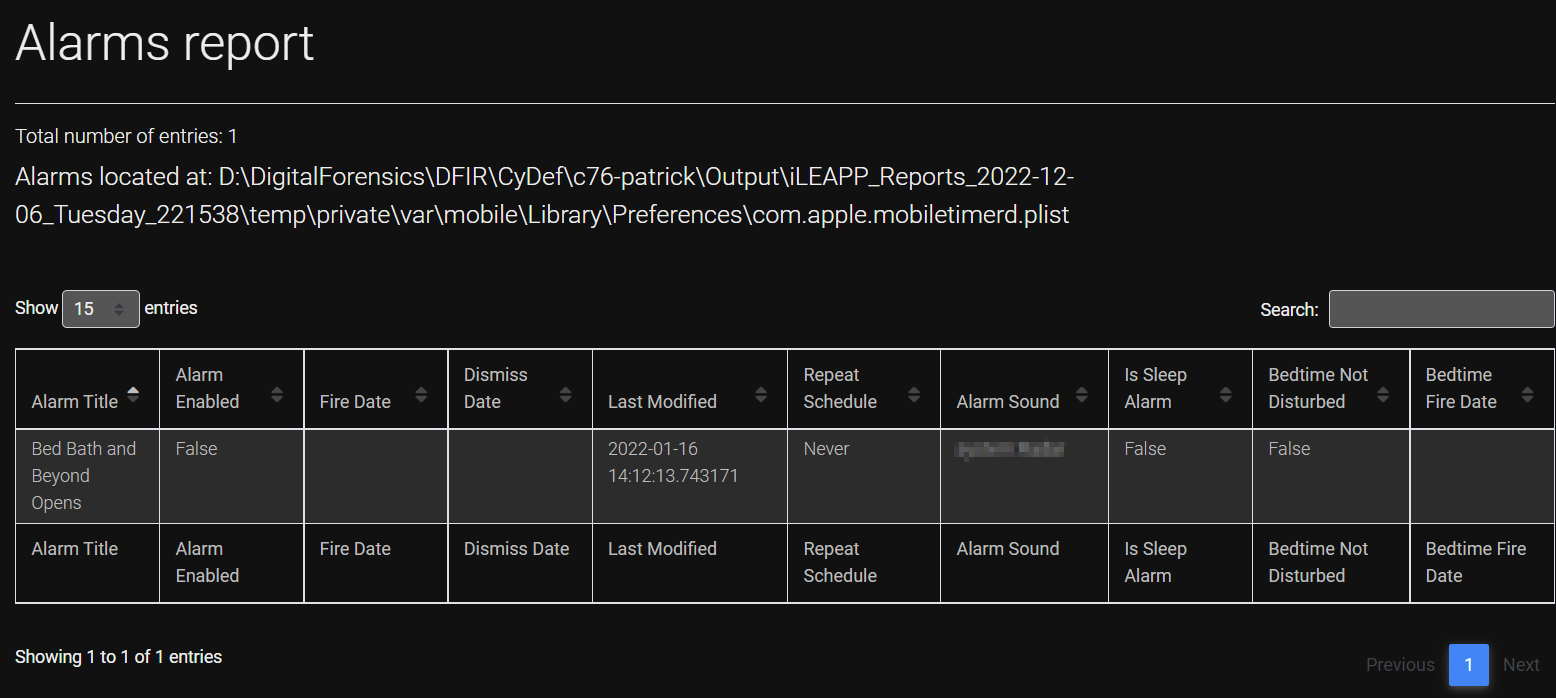 Alarms report
Total number of entries: 1
Alarms located at: D:\DigitalForensics\DFIR\CyDef\c76-patrick\Output\iLEAPP_Reports_2022-12-
06_Tuesday_221538\temp\private\var\mobile\Library\Preferences\com.apple.mobiletimerd.plist
Show 15 entries
Search:
Alarm Title
Alarm
Enabled
Fire Date
Dismiss
Date
Last Modified
Repeat
Schedule
Alarm Sound
Is Sleep
Alarm
Bedtime Not
Disturbed
Bedtime
Fire Date
Bed Bath and
Beyond
Opens
False
2022-01-16
14:12:13.743171
Never
False
False
Alarm Title
Alarm
Enabled
Fire Date
Dismiss Date
Last Modified
Repeat
Schedule
Alarm Sound
Is Sleep
Alarm
Bedtime Not
Disturbed
Bedtime Fire
Date
Showing 1 to 1 of 1 entries
Previous 1 Next